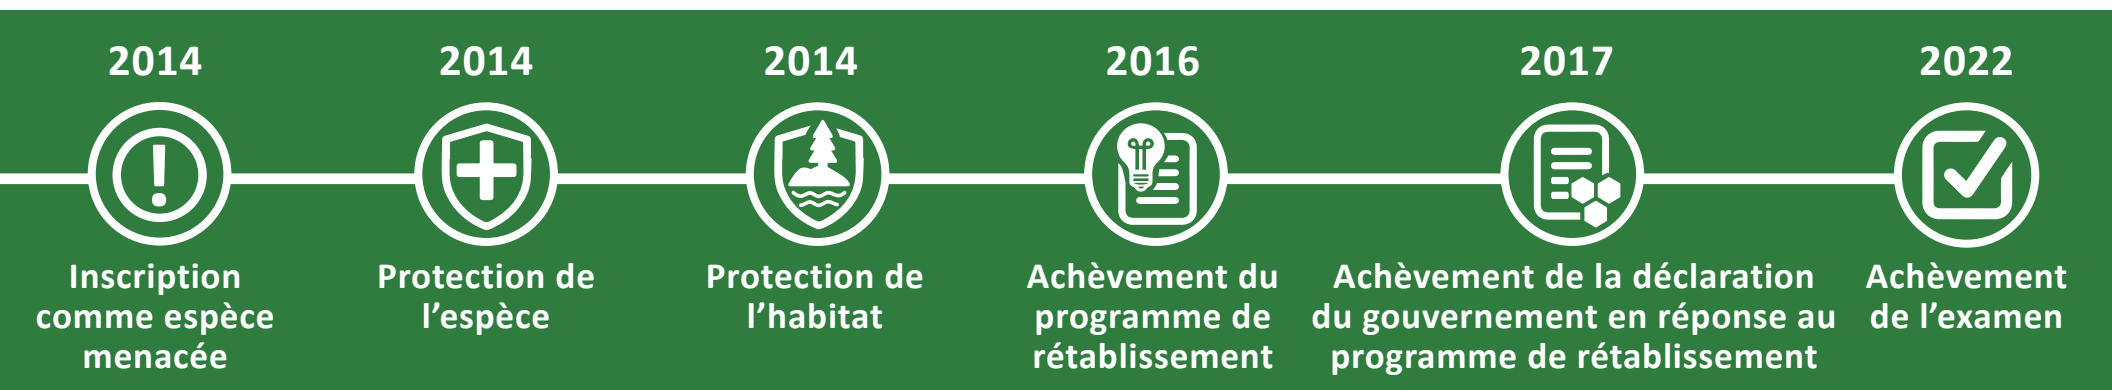 2014
Inscription
comme espèce
menacée
2014
Protection de
l’espèce
2014
Protection de
l’habitat
2016
Achèvement du
programme de
rétablissement
2017
Achèvement de la déclaration
du gouvernement en réponse au
programme de rétablissement
2022
Achèvement
de l’examen